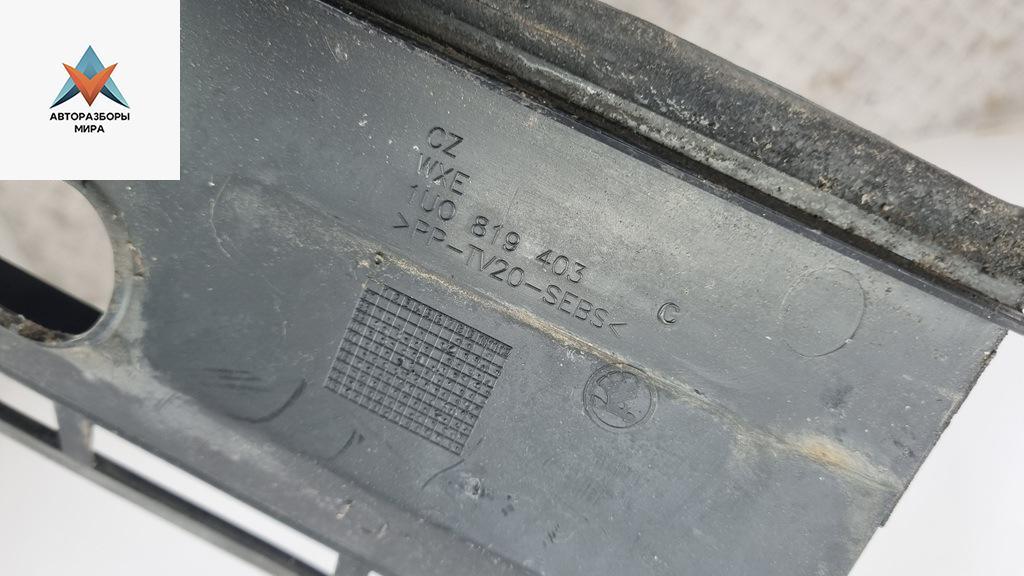 АВТОРАЗБОРЫ
МИРА
CZ
WXE
1U0 819 403 C
>PP-TV20-SEBS<